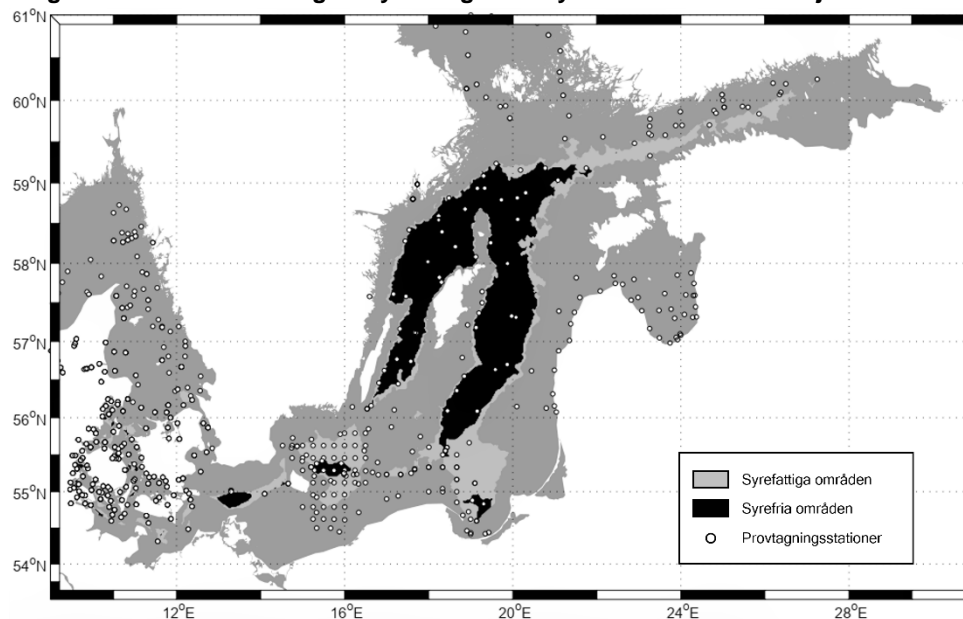 61°N
60°N
59°N
58°N
57°N
56°N
55°N
54°N
12°E 16°E 20°E 24°E 28°E
Syrefattiga områden
Syrefria områden
Provtagningsstationer